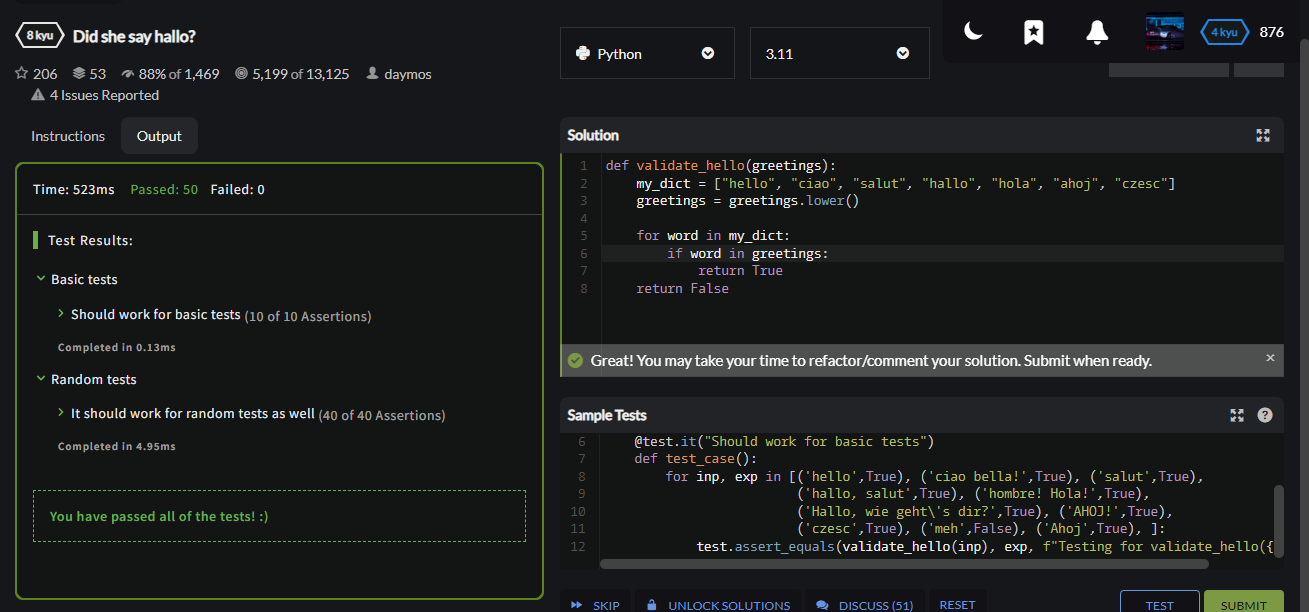 8 kyu Did she say hallo?
206 53 88% of 1,469 5,199 of 13,125 daymos
4 Issues Reported
Instructions Output
Time: 523ms Passed: 50 Failed: 0
Test Results:
Basic tests
Should work for basic tests (10 of 10 Assertions)
Completed in 0.13ms
Random tests
It should work for random tests as well (40 of 40 Assertions)
Completed in 4.95ms
You have passed all of the tests! :)
Python 3.11
4 kyu 876
Solution
1 def validate_hello(greetings):
2 my_dict = ["hello", "ciao", "salut", "hallo", "hola", "ahoj", "czesc"]
3 greetings = greetings.lower()
4
5 for word in my_dict:
6 if word in greetings:
7 return True
8 return False
Great! You may take your time to refactor/comment your solution. Submit when ready. ×
Sample Tests ?
6 @test.it("Should work for basic tests")
7 def test_case():
8 for inp, exp in [('hello',True), ('ciao bella!',True), ('salut',True),
9 ('hallo, salut',True), ('hombre! Hola!',True),
10 ('Hallo, wie geht\'s dir?',True), ('AHOJ!',True),
11 ('czesc',True), ('meh',False), ('Ahoj',True), ]:
12 test.assert_equals(validate_hello(inp), exp, f"Testing for validate_hello({
SKIP UNLOCK SOLUTIONS DISCUSS (51) RESET TEST SUBMIT